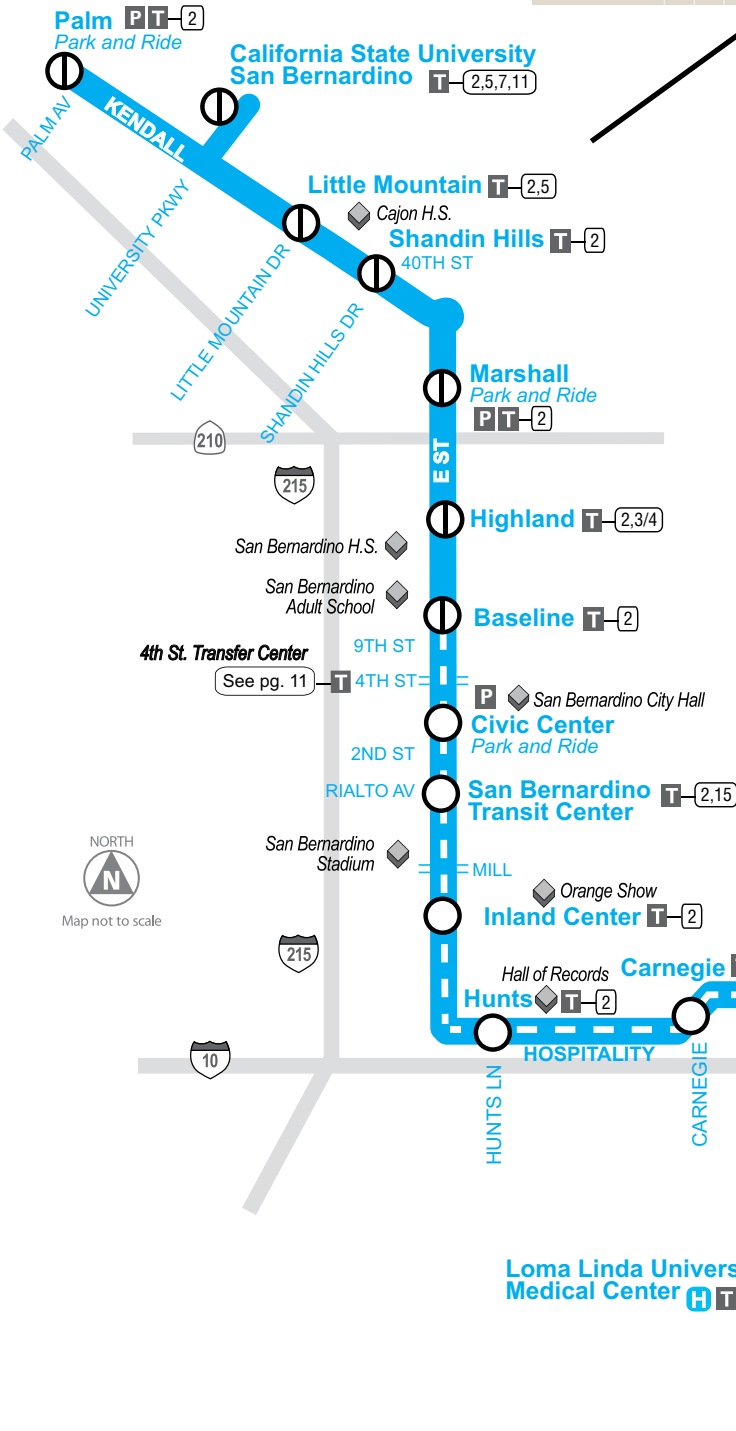 Palm P T 2
Park and Ride
California State University
San Bernardino T 2,5,7,11
KENDALL
PALM AV
UNIVERSITY PKWY
Little Mountain T 2,5
Cajon H.S.
Shandin Hills T 2
40TH ST
LITTLE MOUNTAIN DR
SHANDIN HILLS DR
Marshall
Park and Ride
P T 2
210
E ST
215
Highland T 2,3/4
San Bernardino H.S.
San Bernardino
Adult School
Baseline T 2
9TH ST
4th St. Transfer Center
See pg. 11 T 4TH ST
P San Bernardino City Hall
Civic Center
Park and Ride
2ND ST
RIALTO AV
San Bernardino T 2,15
Transit Center
San Bernardino
Stadium
MILL
NORTH
N
Map not to scale
Orange Show
Inland Center T 2
215
Hall of Records
Carnegie
Hunts T 2
HOSPITALITY
10
HUNTS LN
CARNEGIE
Loma Linda Univers
Medical Center H T